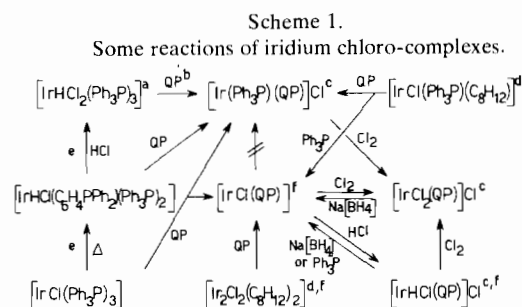 Scheme 1.
Some reactions of iridium chloro-complexes.
[IrHCl₂(Ph₃P)₃]ᵃ QPᵇ [Ir(Ph₃P)(QP)]Clᶜ QP [IrCl(Ph₃P)(C₈H₁₂)]ᵈ
Ph₃P Cl₂
e HCl QP
[IrHCl(C₆H₄PPh₂)(Ph₃P)₂] [IrCl(QP)]ᶠ Cl₂ Na[BH₄] [IrCl₂(QP)]Clᶜ
HCl
e Δ QP QP Na[BH₄] or Ph₃P Cl₂
[IrCl(Ph₃P)₃] [Ir₂Cl₂(C₈H₁₂)₂]ᵈ,ᶠ [IrHCl(QP)]Clᶜ,ᶠ